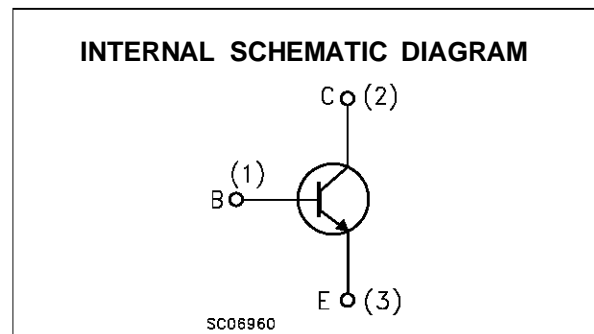 INTERNAL SCHEMATIC DIAGRAM
C (2)
(1)
B
E (3)
SC06960